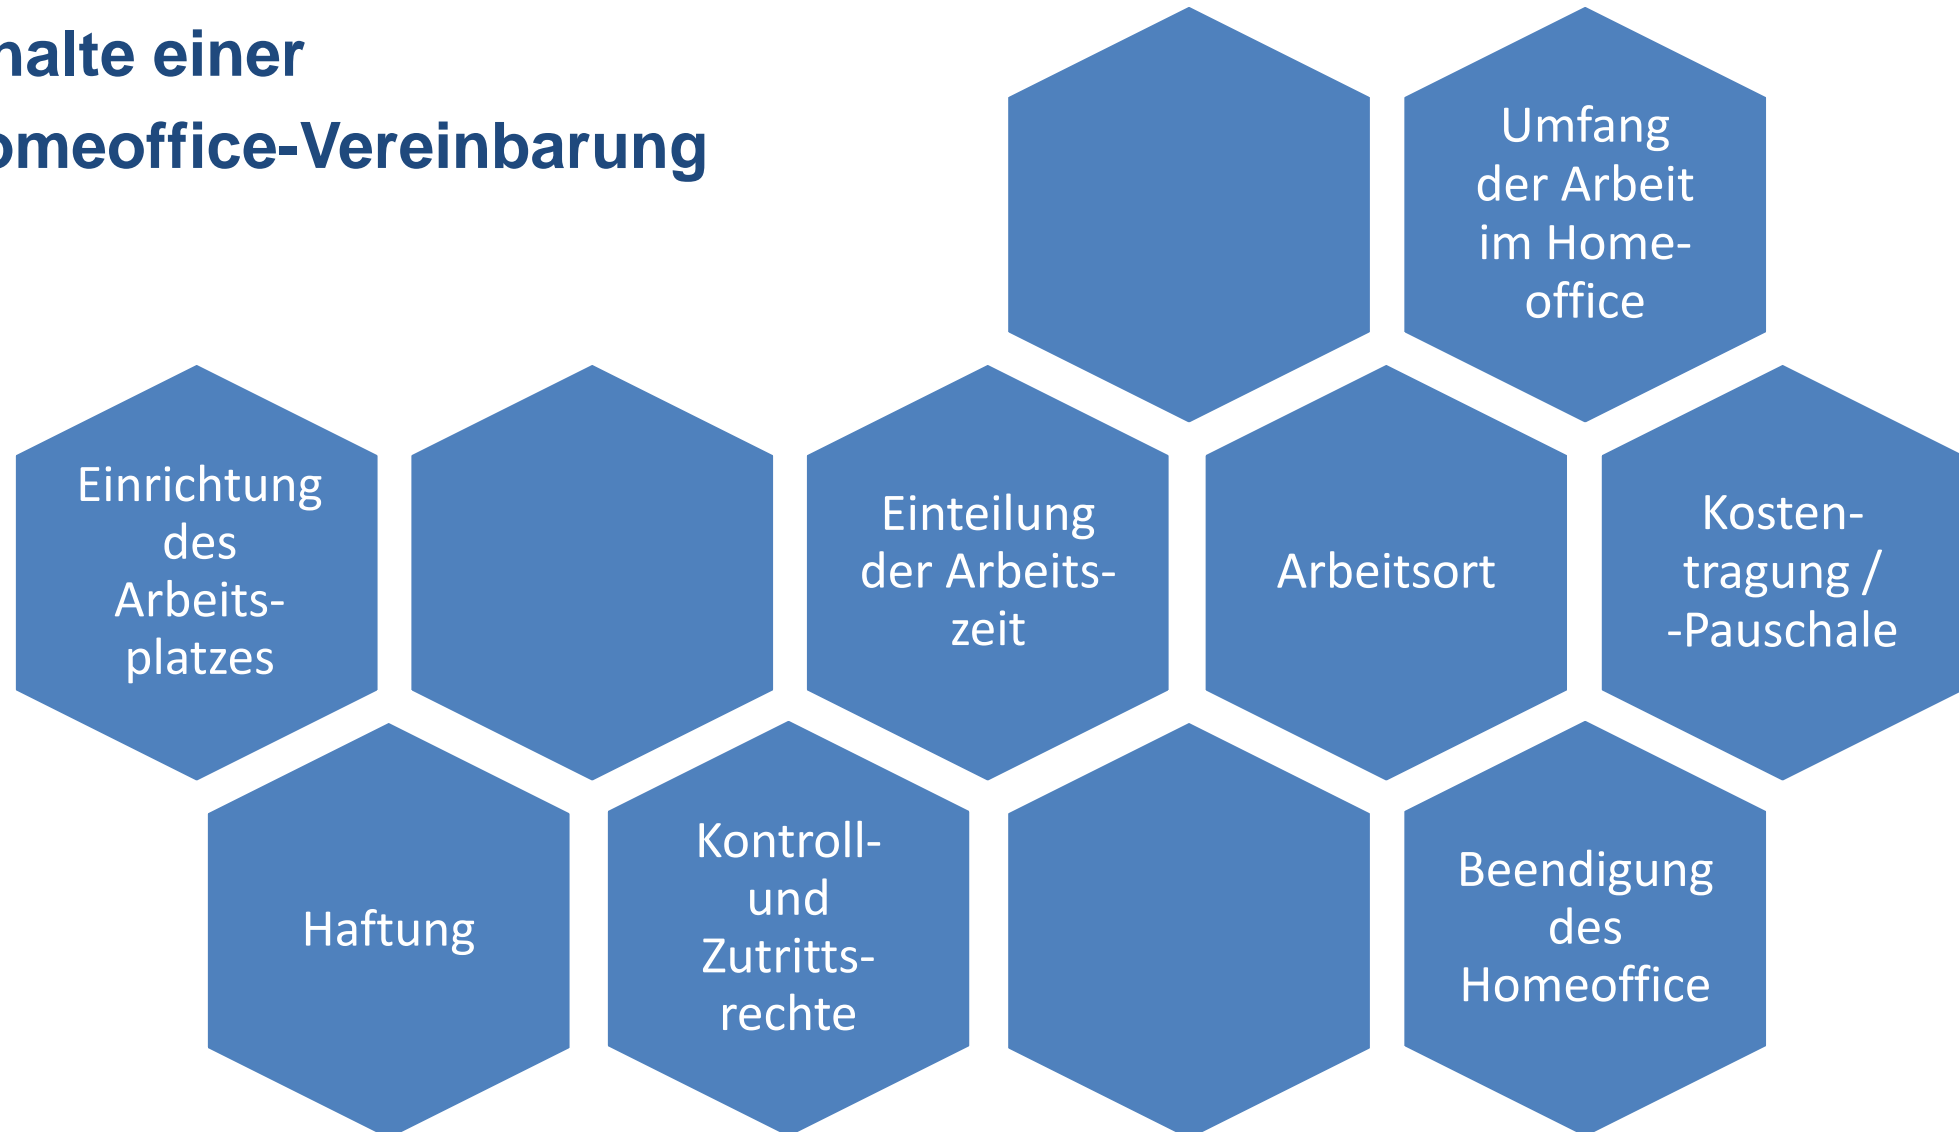 nhalte einer
omeoffice-Vereinbarung
Umfang
der Arbeit
im Home-
office
Einrichtung
des
Arbeits-
platzes
Einteilung
der Arbeits-
zeit
Arbeitsort
Kosten-
tragung /
-Pauschale
Haftung
Kontroll-
und
Zutritts-
rechte
Beendigung
des
Homeoffice